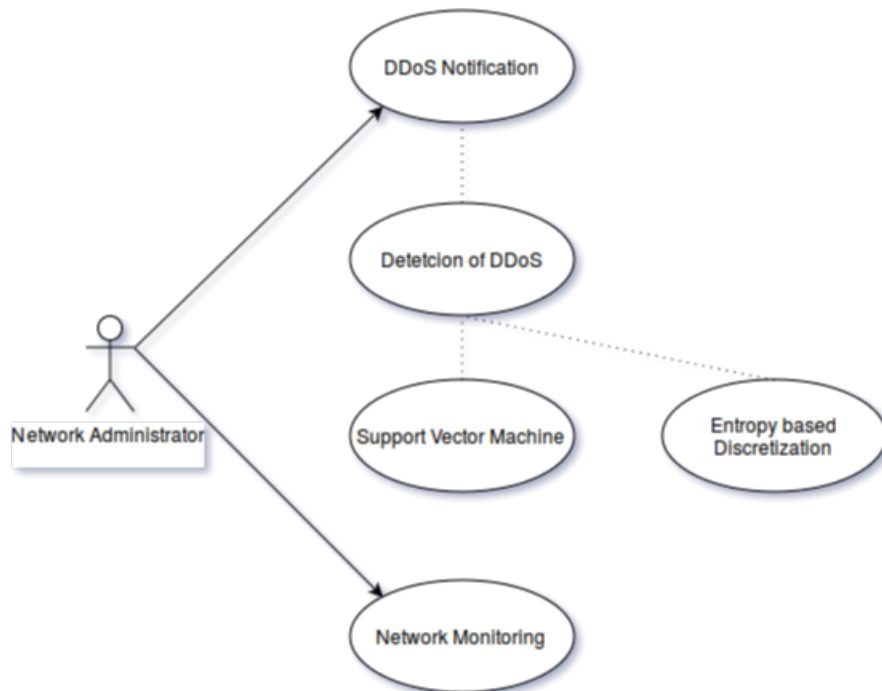 DDoS Notification
Detetcion of DDoS
Network Administrator
Support Vector Machine
Entropy based
Discretization
Network Monitoring